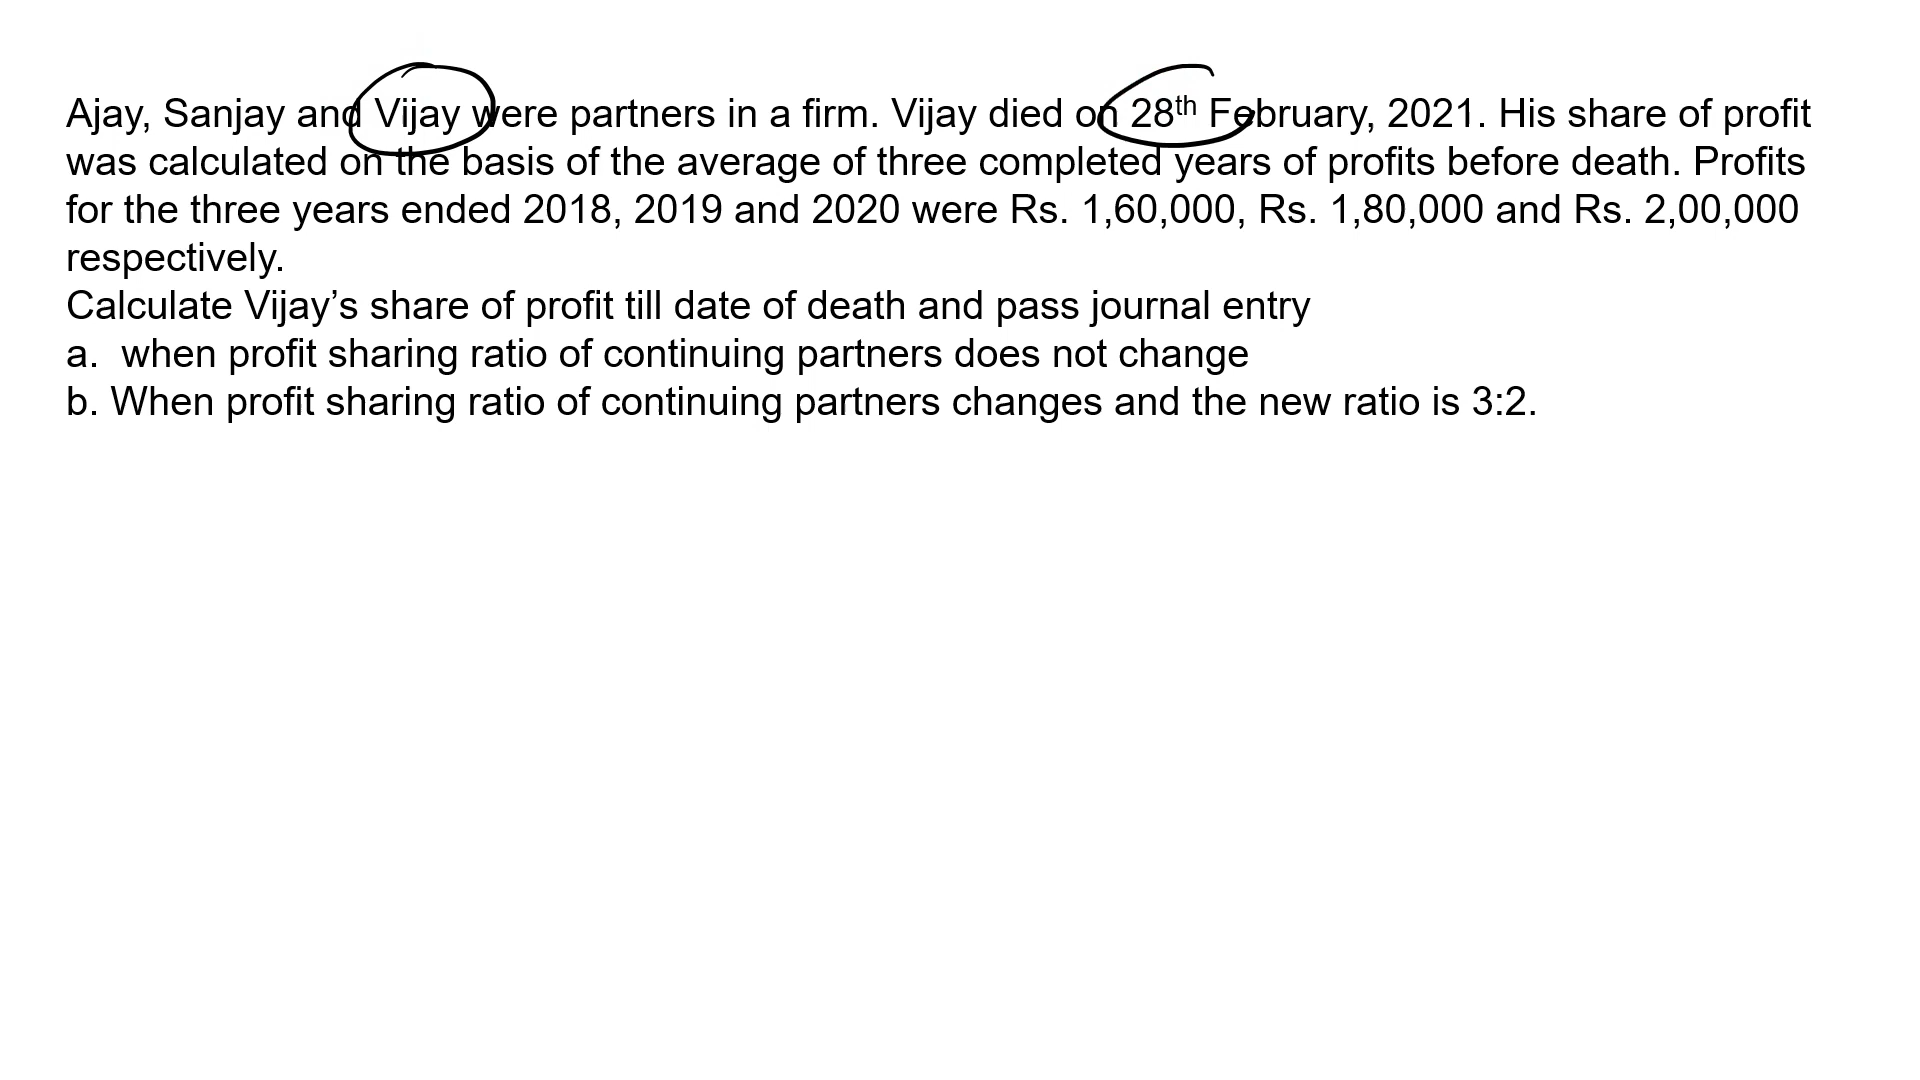 Ajay, Sanjay and Vijay were partners in a firm. Vijay died on 28th February, 2021. His share of profit
was calculated on the basis of the average of three completed years of profits before death. Profits
for the three years ended 2018, 2019 and 2020 were Rs. 1,60,000, Rs. 1,80,000 and Rs. 2,00,000
respectively.
Calculate Vijay’s share of profit till date of death and pass journal entry
a.  when profit sharing ratio of continuing partners does not change
b. When profit sharing ratio of continuing partners changes and the new ratio is 3:2.